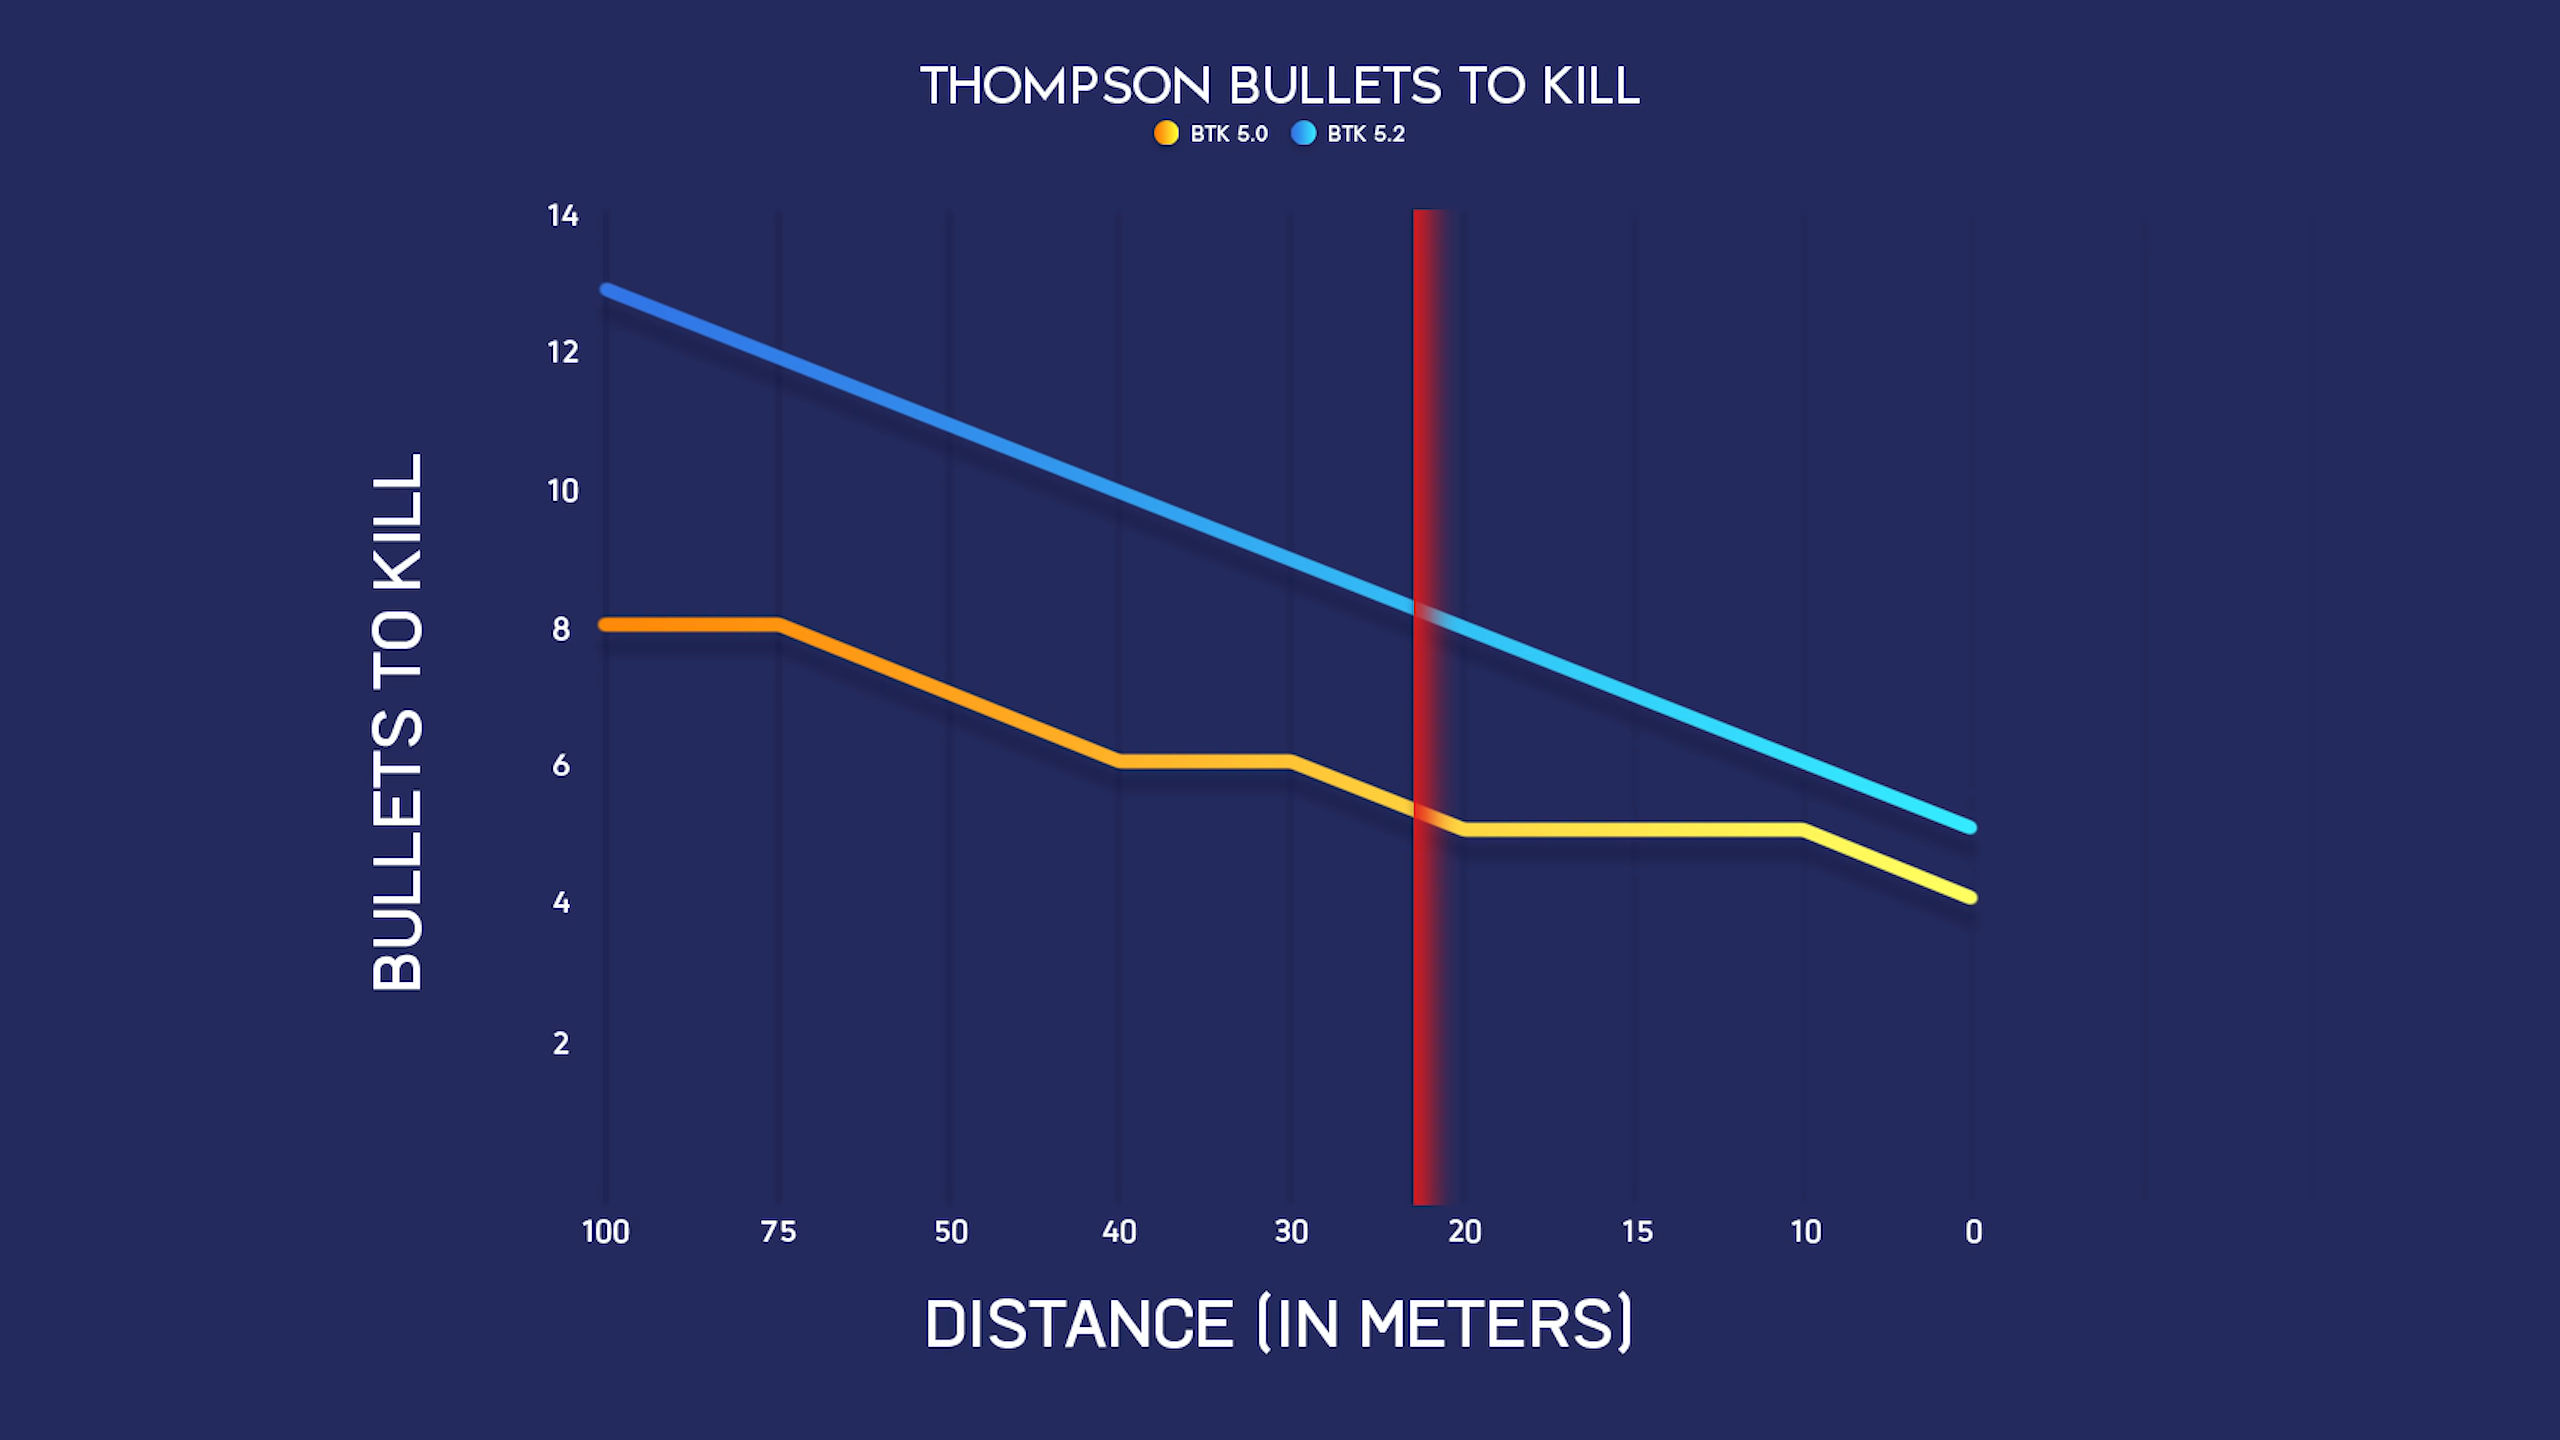 THOMPSON BULLETS TO KILL
BTK 5.0 BTK 5.2
14
12
10
8
6
4
2
BULLETS TO KILL
100 75 50 40 30 20 15 10 0
DISTANCE (IN METERS)